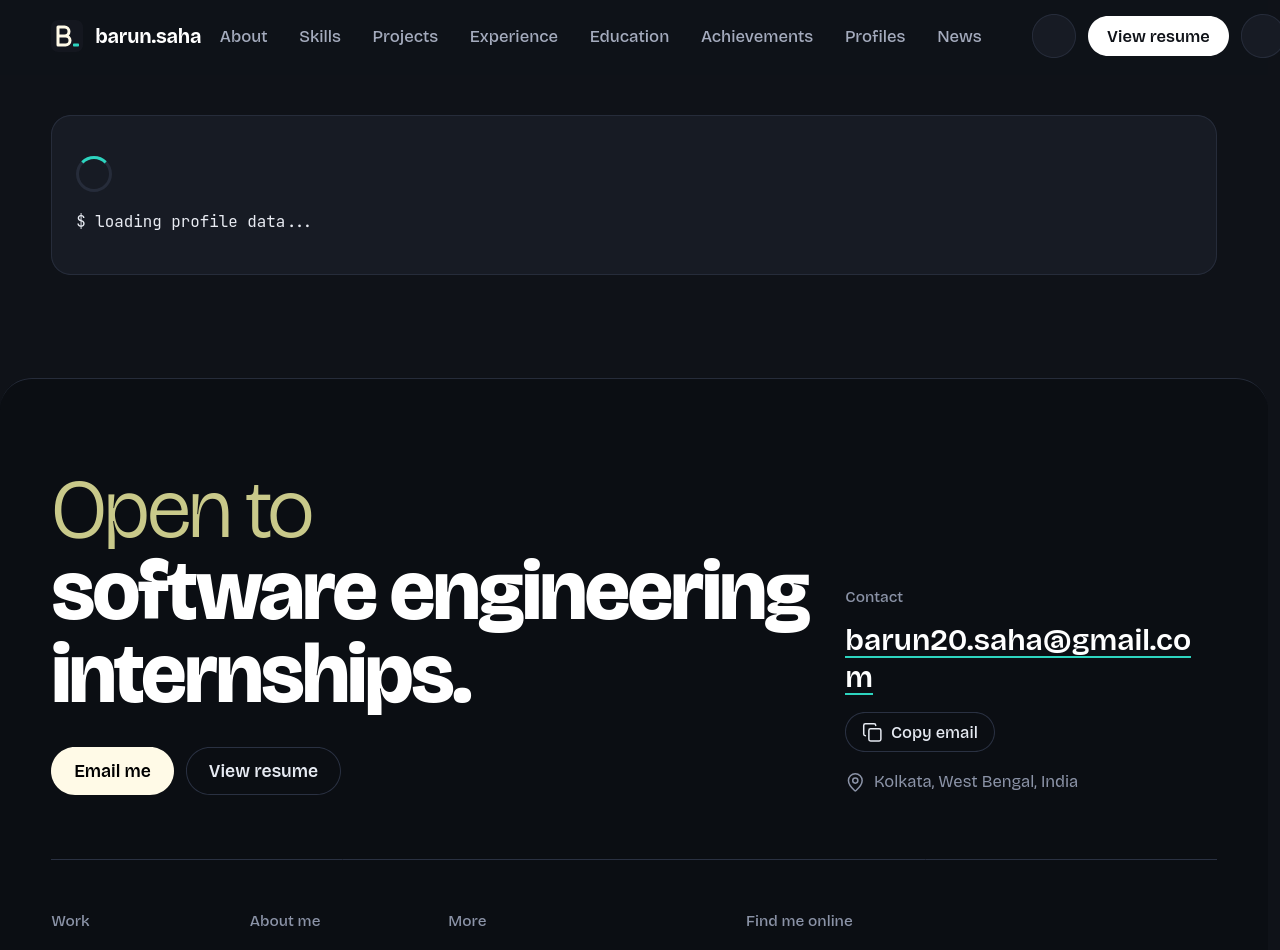 B_ barun.saha About Skills Projects Experience Education Achievements Profiles News View resume
$ loading profile data...
Open to
software engineering
internships.
Email me View resume
Contact
barun20.saha@gmail.co
m
Copy email
Kolkata, West Bengal, India
Work About me More Find me online